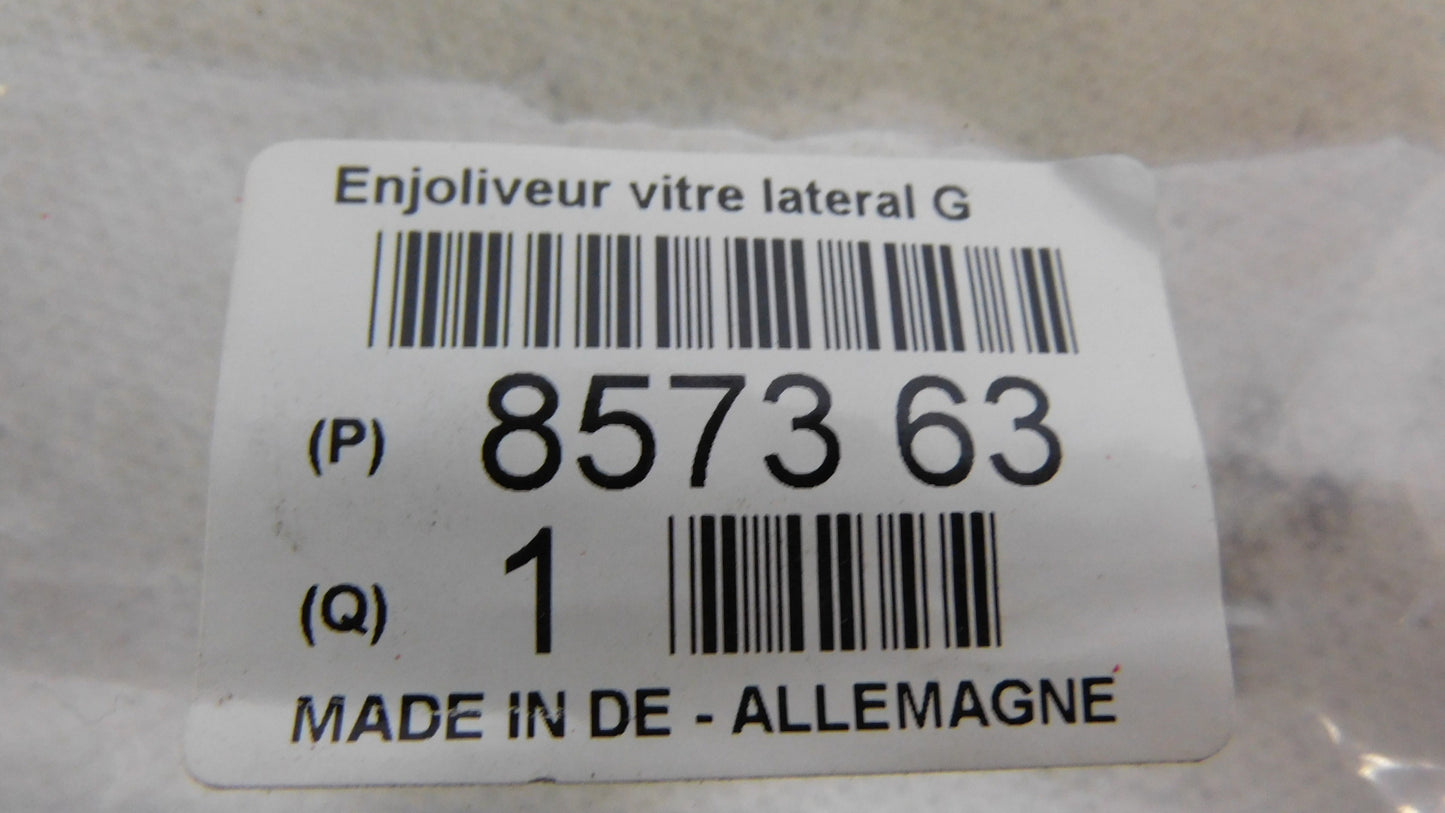 Enjoliveur vitre lateral G
(P) 8573 63
(Q) 1
MADE IN DE - ALLEMAGNE